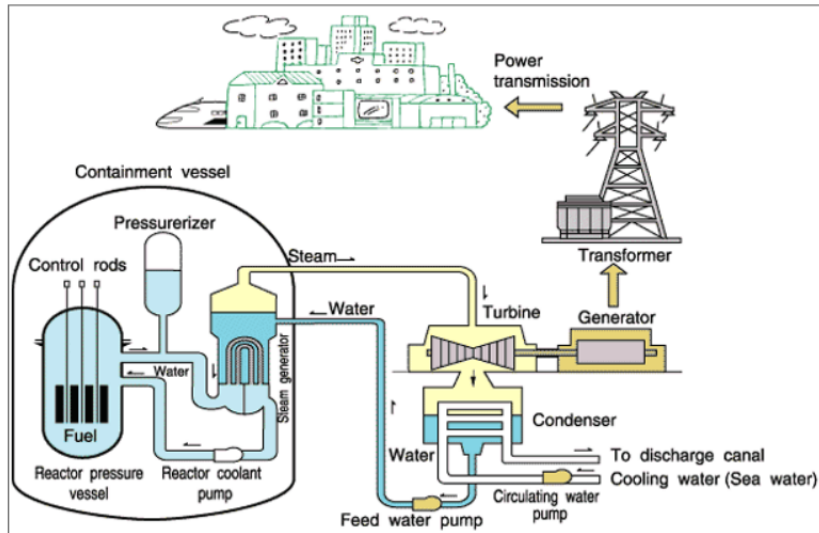 Power
transmission
Containment vessel
Pressurerizer
Control rods
Steam
Water
Transformer
Turbine
Generator
Water
Steam generator
Fuel
Condenser
Water
Reactor pressure
vessel
Reactor coolant
pump
To discharge canal
Cooling water (Sea water)
Circulating water
pump
Feed water pump